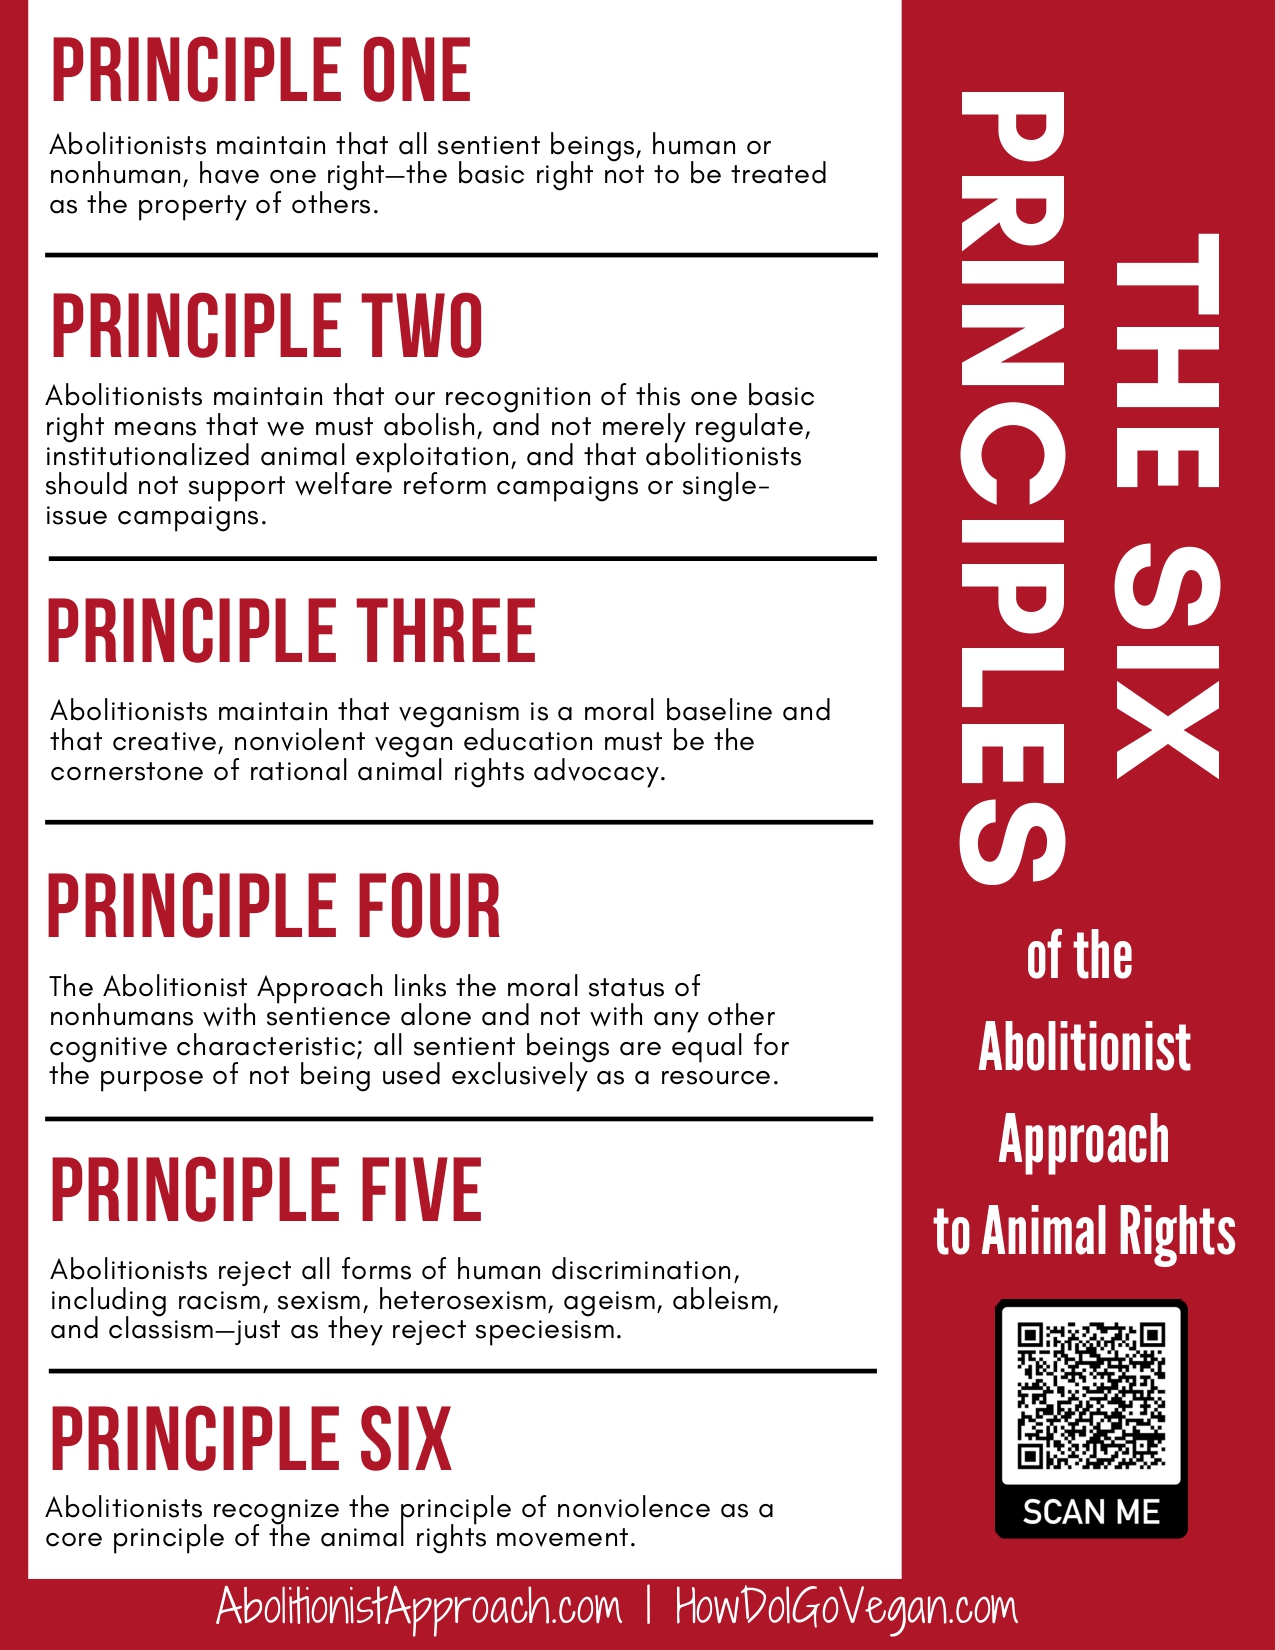 PRINCIPLE ONE
Abolitionists maintain that all sentient beings, human or
nonhuman, have one right—the basic right not to be treated
as the property of others.
PRINCIPLE TWO
Abolitionists maintain that our recognition of this one basic
right means that we must abolish, and not merely regulate,
institutionalized animal exploitation, and that abolitionists
should not support welfare reform campaigns or single-
issue campaigns.
PRINCIPLE THREE
Abolitionists maintain that veganism is a moral baseline and
that creative, nonviolent vegan education must be the
cornerstone of rational animal rights advocacy.
PRINCIPLE FOUR
The Abolitionist Approach links the moral status of
nonhumans with sentience alone and not with any other
cognitive characteristic; all sentient beings are equal for
the purpose of not being used exclusively as a resource.
PRINCIPLE FIVE
Abolitionists reject all forms of human discrimination,
including racism, sexism, heterosexism, ageism, ableism,
and classism—just as they reject speciesism.
PRINCIPLE SIX
Abolitionists recognize the principle of nonviolence as a
core principle of the animal rights movement.
THE SIX
PRINCIPLES
of the
Abolitionist
Approach
to Animal Rights
SCAN ME
AbolitionistApproach.com | HowDoIGoVegan.com